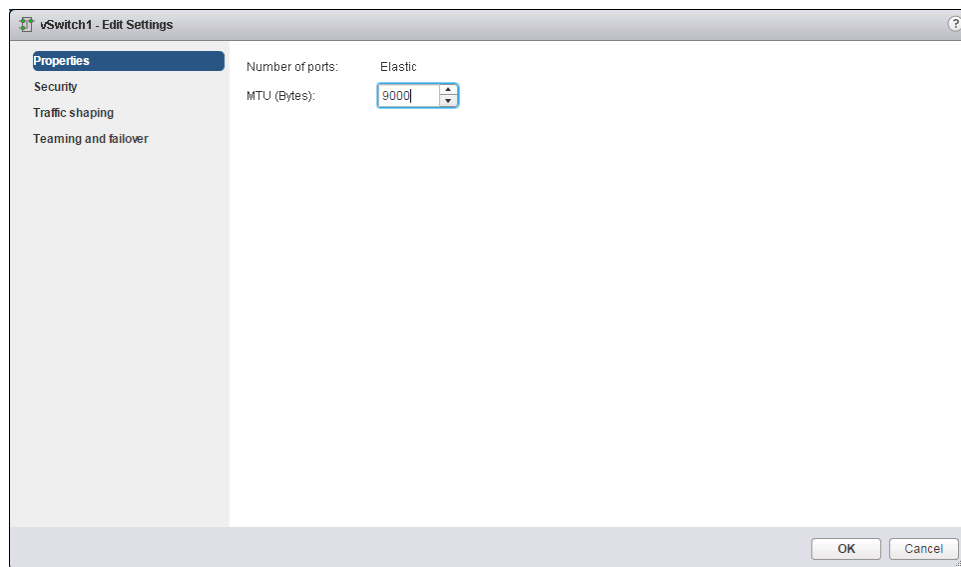 vSwitch1 - Edit Settings
?
Properties
Security
Traffic shaping
Teaming and failover
Number of ports: Elastic
MTU (Bytes): 9000
OK Cancel